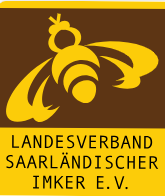 LANDESVERBAND
SAARLÄNDISCHER
IMKER E.V.